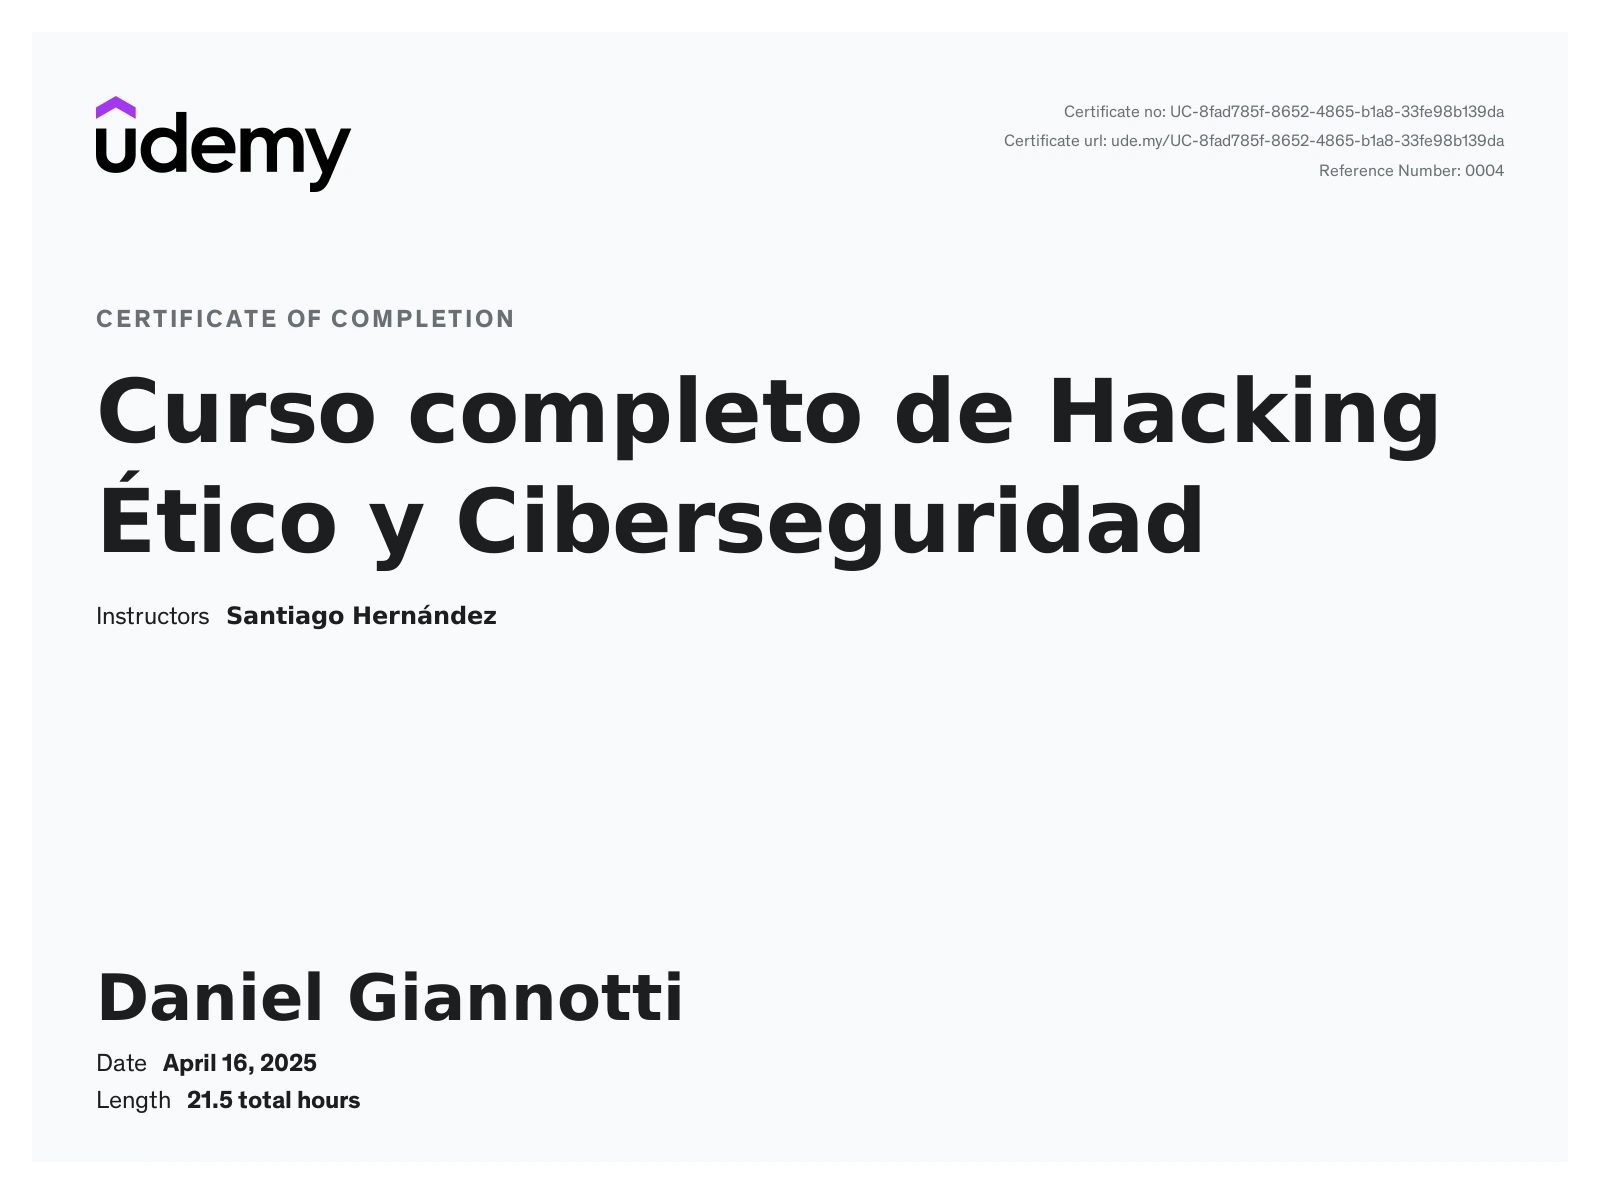 udemy
Certificate no: UC-8fad785f-8652-4865-b1a8-33fe98b139da
Certificate url: ude.my/UC-8fad785f-8652-4865-b1a8-33fe98b139da
Reference Number: 0004
CERTIFICATE OF COMPLETION
Curso completo de Hacking
Ético y Ciberseguridad
Instructors Santiago Hernández
Daniel Giannotti
Date April 16, 2025
Length 21.5 total hours